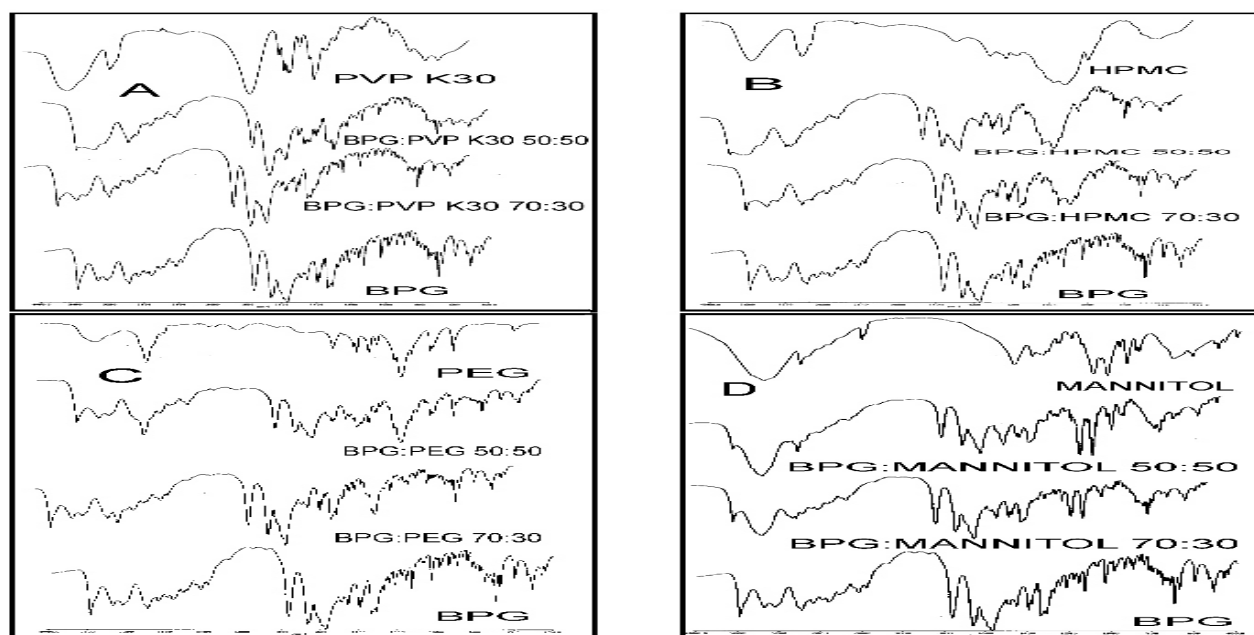 PVP K30
A
BPG:PVP K30 50:50
BPG:PVP K30 70:30
BPG
HPMC
B
BPG:HPMC 50:50
BPG:HPMC 70:30
BPG
PEG
C
BPG:PEG 50:50
BPG:PEG 70:30
BPG
MANNITOL
D
BPG:MANNITOL 50:50
BPG:MANNITOL 70:30
BPG